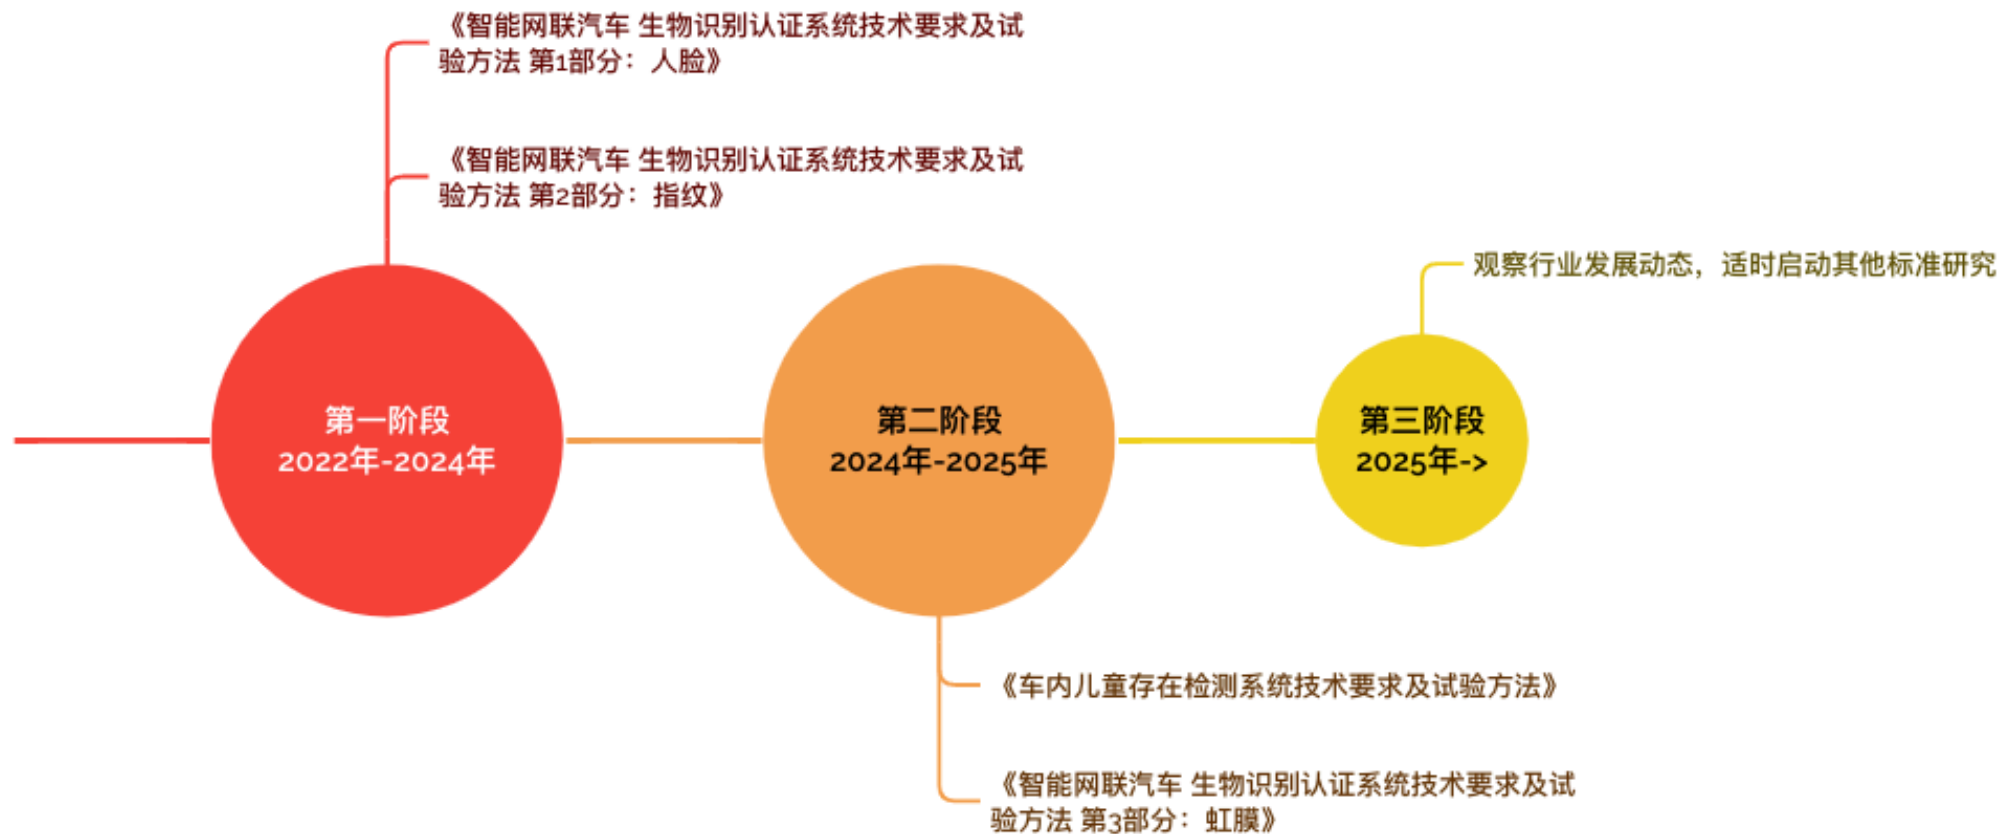 《智能网联汽车 生物识别认证系统技术要求及试
验方法 第1部分：人脸》
《智能网联汽车 生物识别认证系统技术要求及试
验方法 第2部分：指纹》
第一阶段
2022年-2024年
第二阶段
2024年-2025年
《车内儿童存在检测系统技术要求及试验方法》
《智能网联汽车 生物识别认证系统技术要求及试
验方法 第3部分：虹膜》
观察行业发展动态，适时启动其他标准研究
第三阶段
2025年->